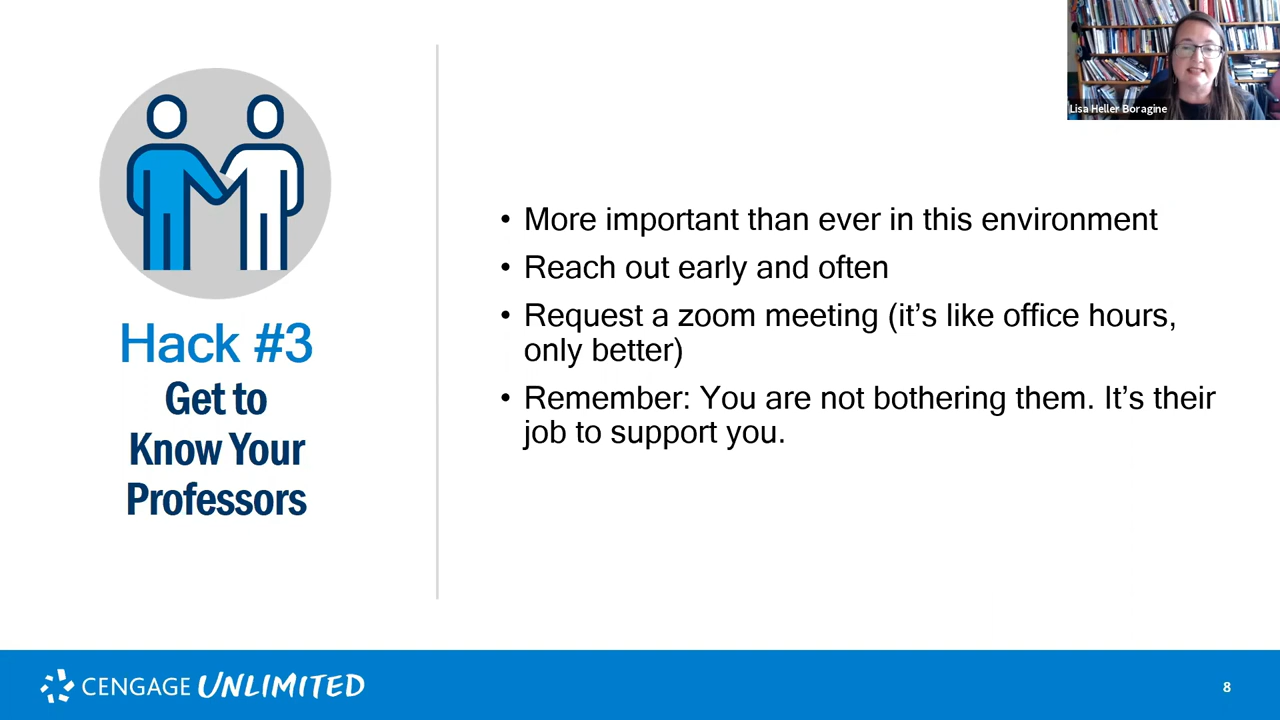 Lisa Heller Boragine
Hack #3
Get to
Know Your
Professors
• More important than ever in this environment
• Reach out early and often
• Request a zoom meeting (it’s like office hours,
only better)
• Remember: You are not bothering them. It’s their
job to support you.
CENGAGE UNLIMITED
8